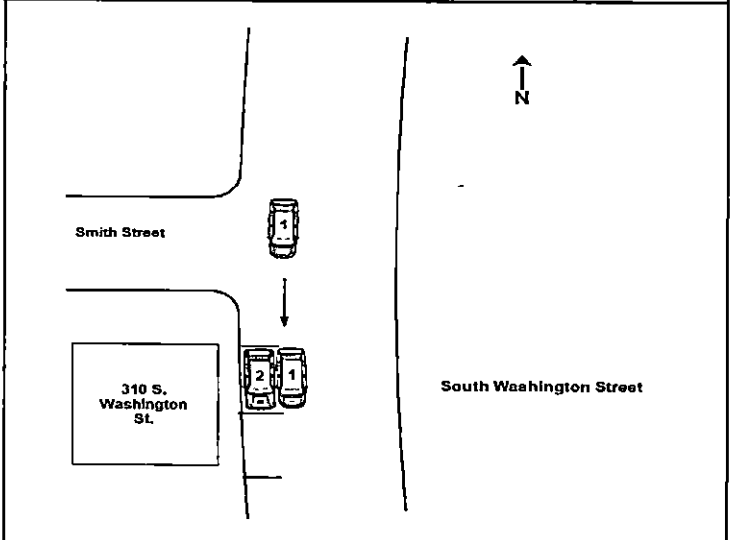 N
1
Smith Street
2 1
310 S.
Washington
St.
South Washington Street